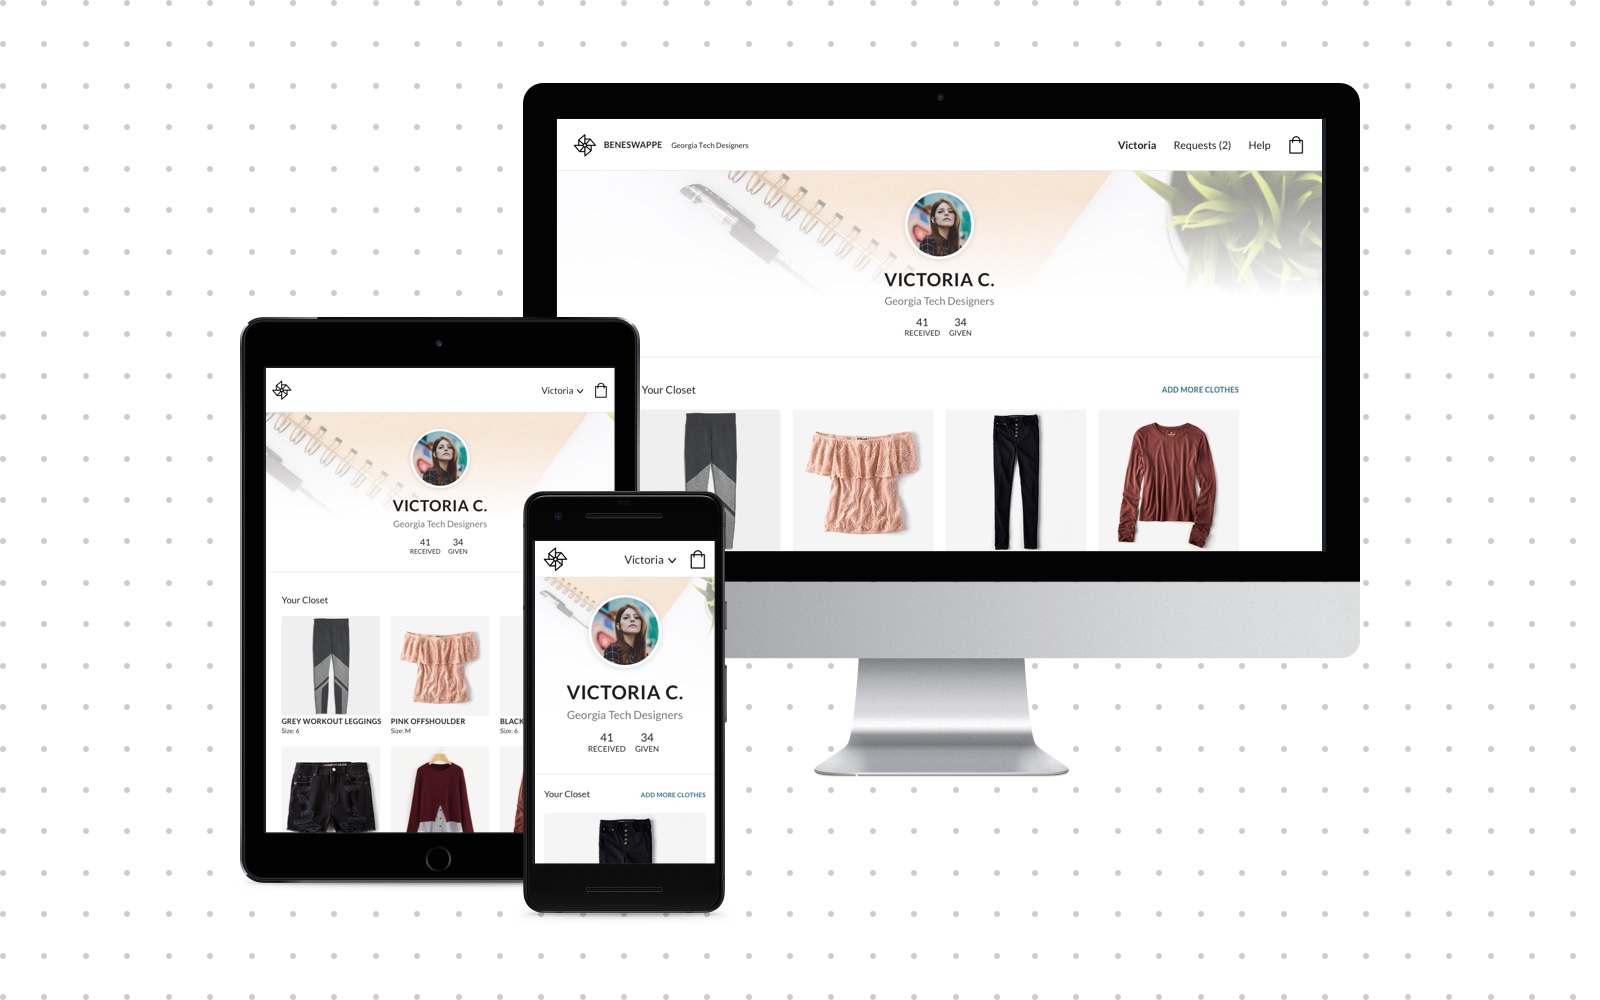 BENESWAPPE Georgia Tech Designers
Victoria Requests (2) Help
VICTORIA C.
Georgia Tech Designers
41 34
RECEIVED GIVEN
Your Closet ADD MORE CLOTHES
Victoria
VICTORIA C.
Georgia Tech Designers
41 34
RECEIVED GIVEN
Your Closet
GREY WORKOUT LEGGINGS PINK OFFSHOULDER BLACK
Size: 6 Size: M Size: 6
Victoria
VICTORIA C.
Georgia Tech Designers
41 34
RECEIVED GIVEN
Your Closet ADD MORE CLOTHES